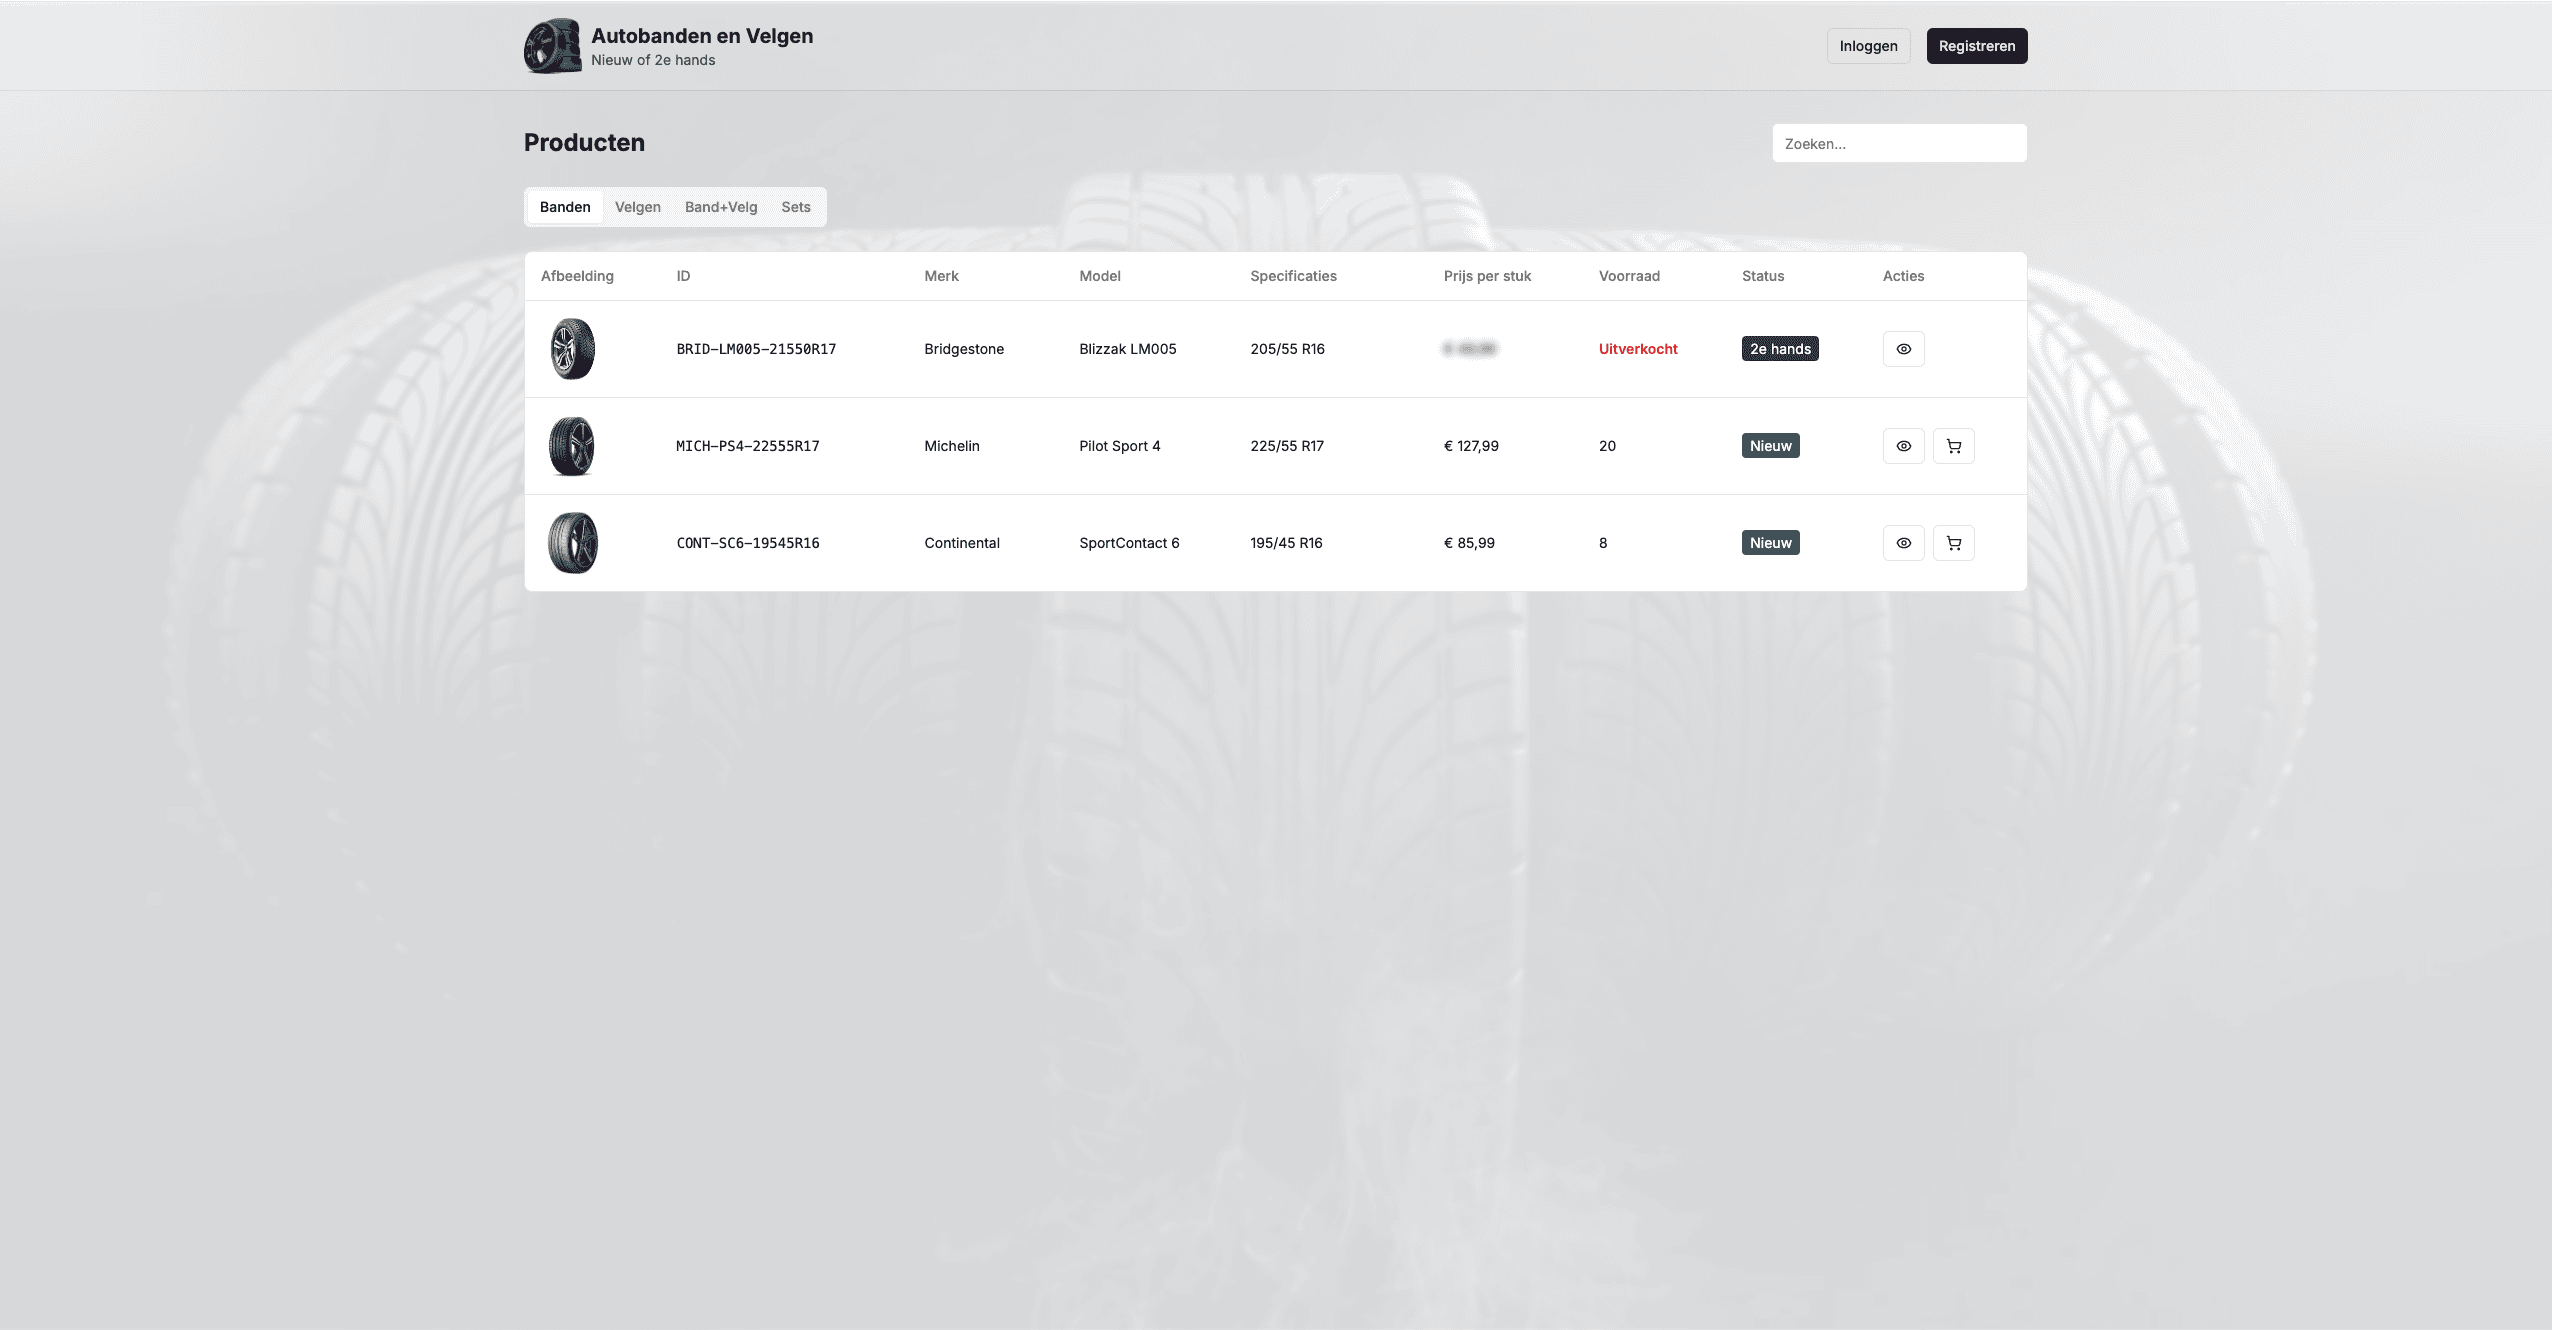 Autobanden en Velgen
Nieuw of 2e hands
Inloggen
Registreren
Producten
Zoeken...
Banden Velgen Band+Velg Sets
Afbeelding ID Merk Model Specificaties Prijs per stuk Voorraad Status Acties
BRID-LM005-21550R17 Bridgestone Blizzak LM005 205/55 R16 Uitverkocht 2e hands
MICH-PS4-22555R17 Michelin Pilot Sport 4 225/55 R17 € 127,99 20 Nieuw
CONT-SC6-19545R16 Continental SportContact 6 195/45 R16 € 85,99 8 Nieuw